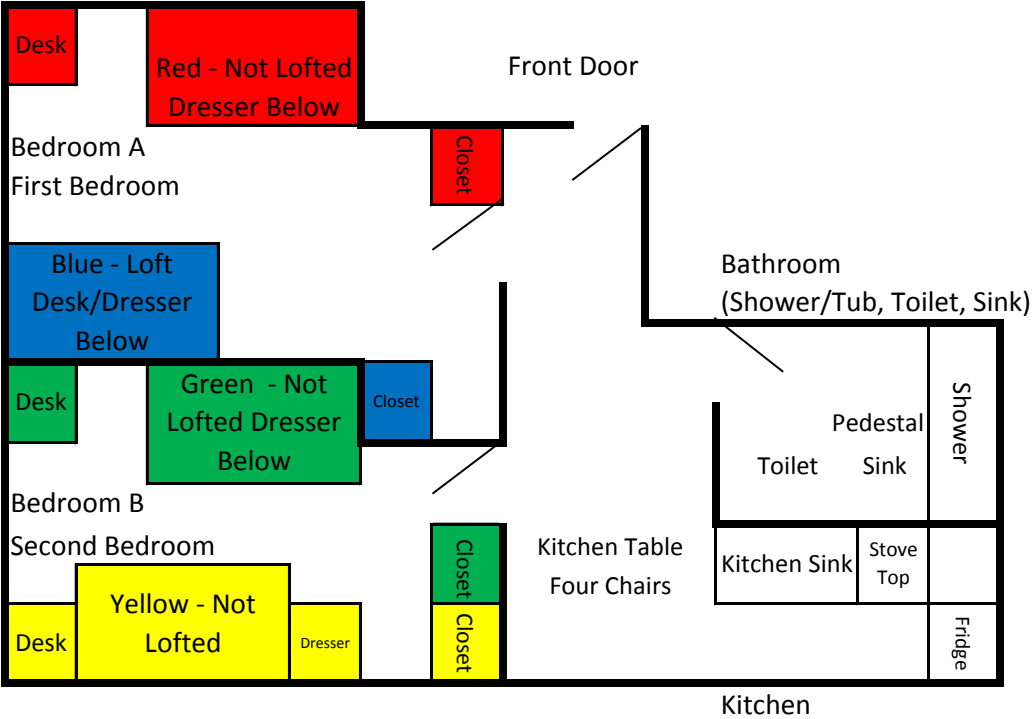 Desk
Red - Not Lofted
Dresser Below
Front Door
Bedroom A
First Bedroom
Closet
Blue - Loft
Desk/Dresser
Below
Bathroom
(Shower/Tub, Toilet, Sink)
Desk
Green - Not
Lofted Dresser
Below
Closet
Shower
Pedestal
Toilet Sink
Bedroom B
Second Bedroom
Closet
Kitchen Table
Four Chairs
Kitchen Sink
Stove
Top
Desk
Yellow - Not
Lofted
Dresser
Closet
Fridge
Kitchen